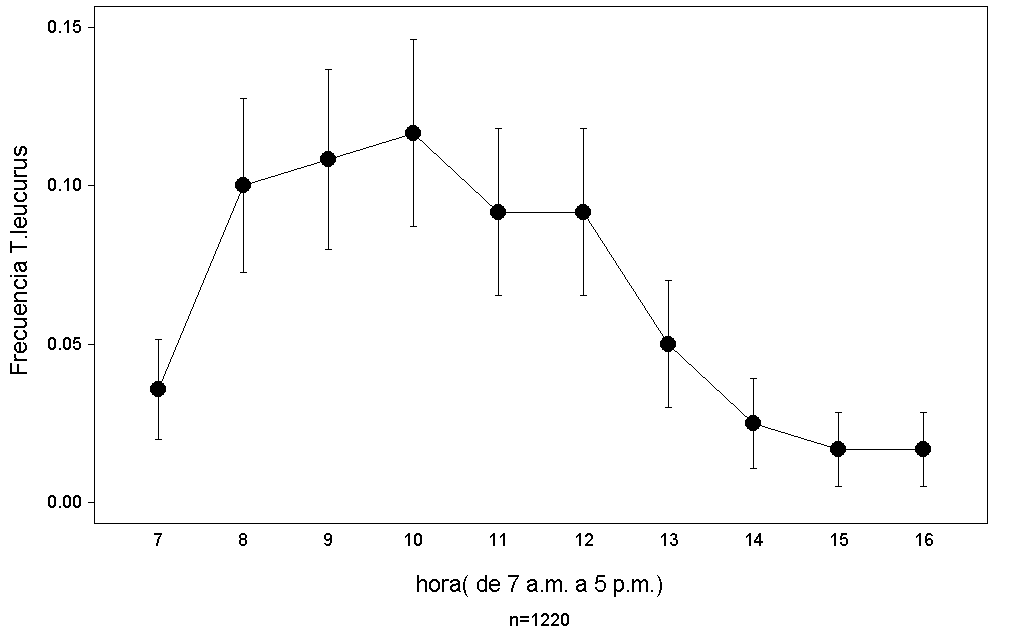 0.15
0.10
0.05
0.00
Frecuencia T.leucurus
7 8 9 10 11 12 13 14 15 16
hora( de 7 a.m. a 5 p.m.)
n=1220